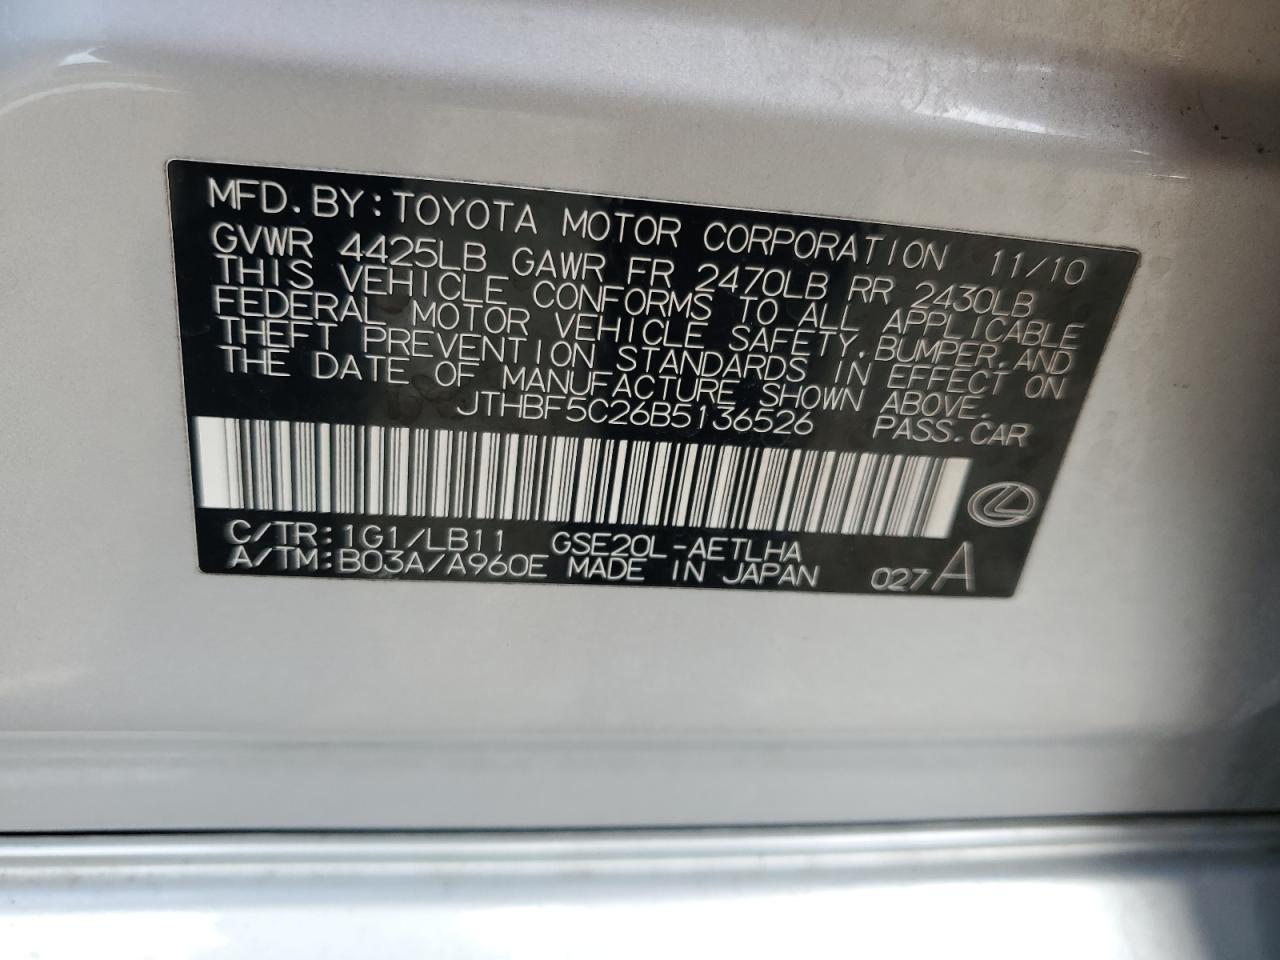 MFD.BY:TOYOTA MOTOR CORPORATION 11/10
GVWR 4425LB GAWR FR 2470LB RR 2430LB
THIS VEHICLE CONFORMS TO ALL APPLICABLE
FEDERAL MOTOR VEHICLE SAFETY,BUMPER,AND
THEFT PREVENTION STANDARDS IN EFFECT ON
THE DATE OF MANUFACTURE SHOWN ABOVE.
JTHBF5C26B5136526 PASS.CAR
C/TR:1G1/LB11 GSE20L-AETLHA
A/TM:B03A/A960E MADE IN JAPAN 027A